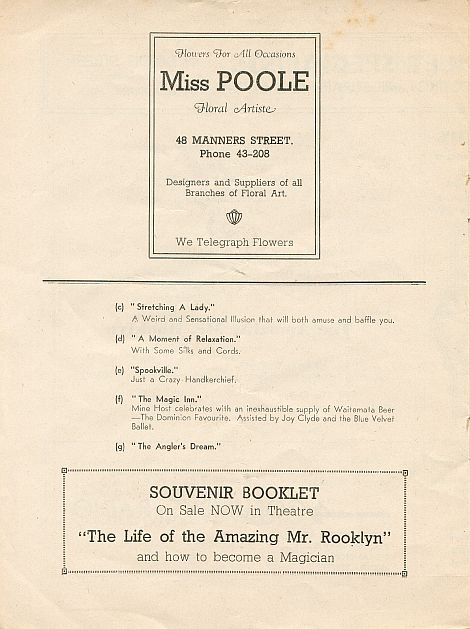 Flowers For All Occasions
Miss POOLE
Floral Artiste
48 MANNERS STREET.
Phone 43-208
Designers and Suppliers of all
Branches of Floral Art.
We Telegraph Flowers
(c) "Stretching A Lady."
A Weird and Sensational Illusion that will both amuse and baffle you.
(d) "A Moment of Relaxation."
With Some Silks and Cords.
(e) "Spookville."
Just a Crazy Handkerchief.
(f) "The Magic Inn."
Mine Host celebrates with an inexhaustible supply of Waitemata Beer
—The Dominion Favourite. Assisted by Joy Clyde and the Blue Velvet
Ballet.
(g) "The Angler's Dream."
SOUVENIR BOOKLET
On Sale NOW in Theatre
"The Life of the Amazing Mr. Rooklyn"
and how to become a Magician